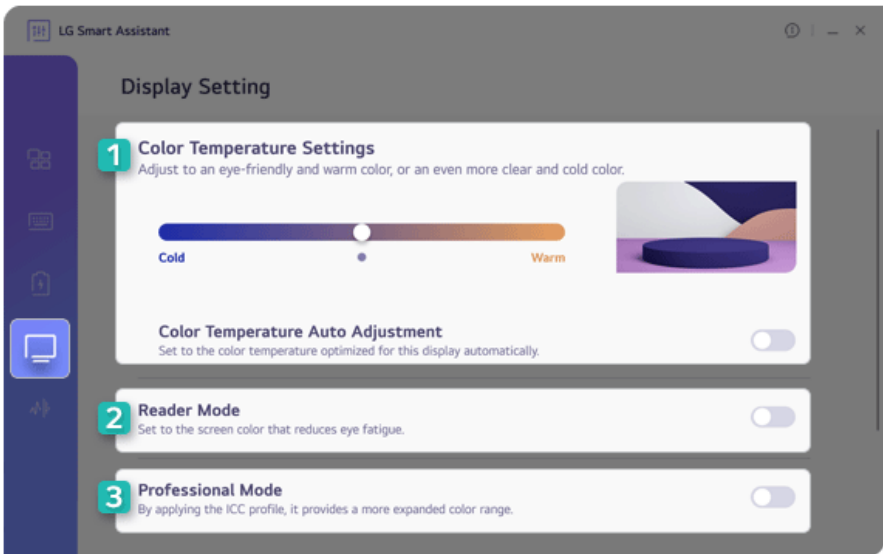 LG Smart Assistant
Display Setting
1
Color Temperature Settings
Adjust to an eye-friendly and warm color, or an even more clear and cold color.
Cold
Warm
Color Temperature Auto Adjustment
Set to the color temperature optimized for this display automatically.
2
Reader Mode
Set to the screen color that reduces eye fatigue.
3
Professional Mode
By applying the ICC profile, it provides a more expanded color range.